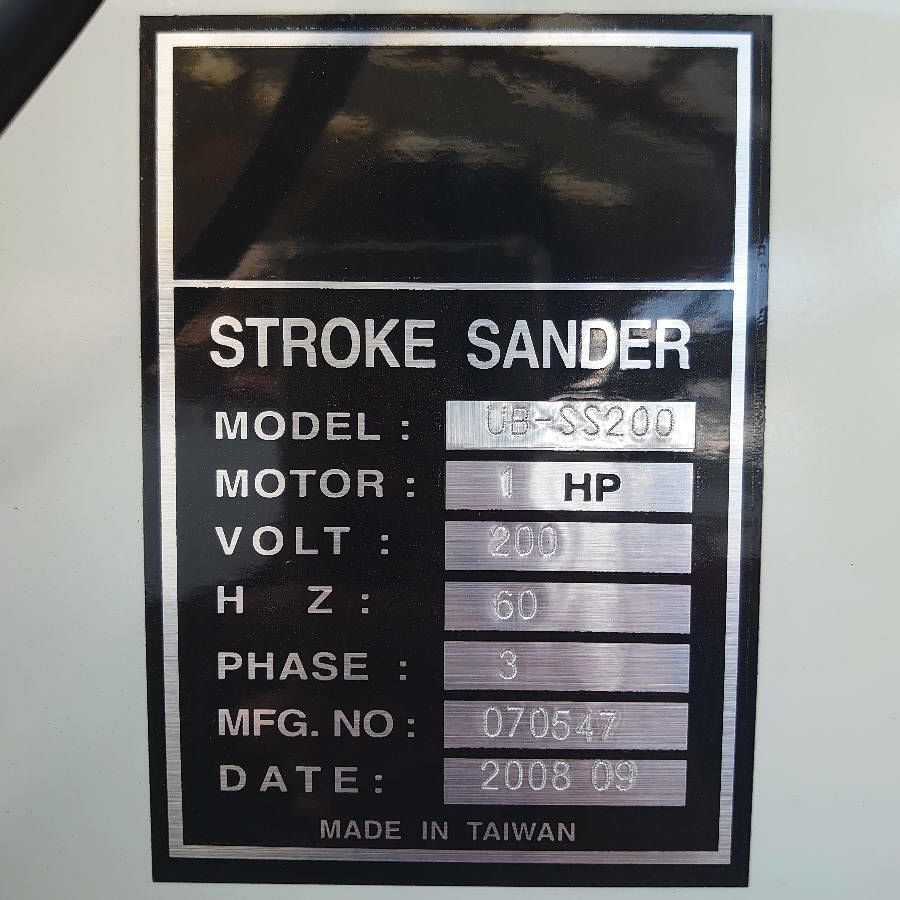 STROKE SANDER
MODEL : UB-SS200
MOTOR : 1 HP
VOLT : 200
H Z : 60
PHASE : 3
MFG. NO : 070547
DATE : 2008 09
MADE IN TAIWAN